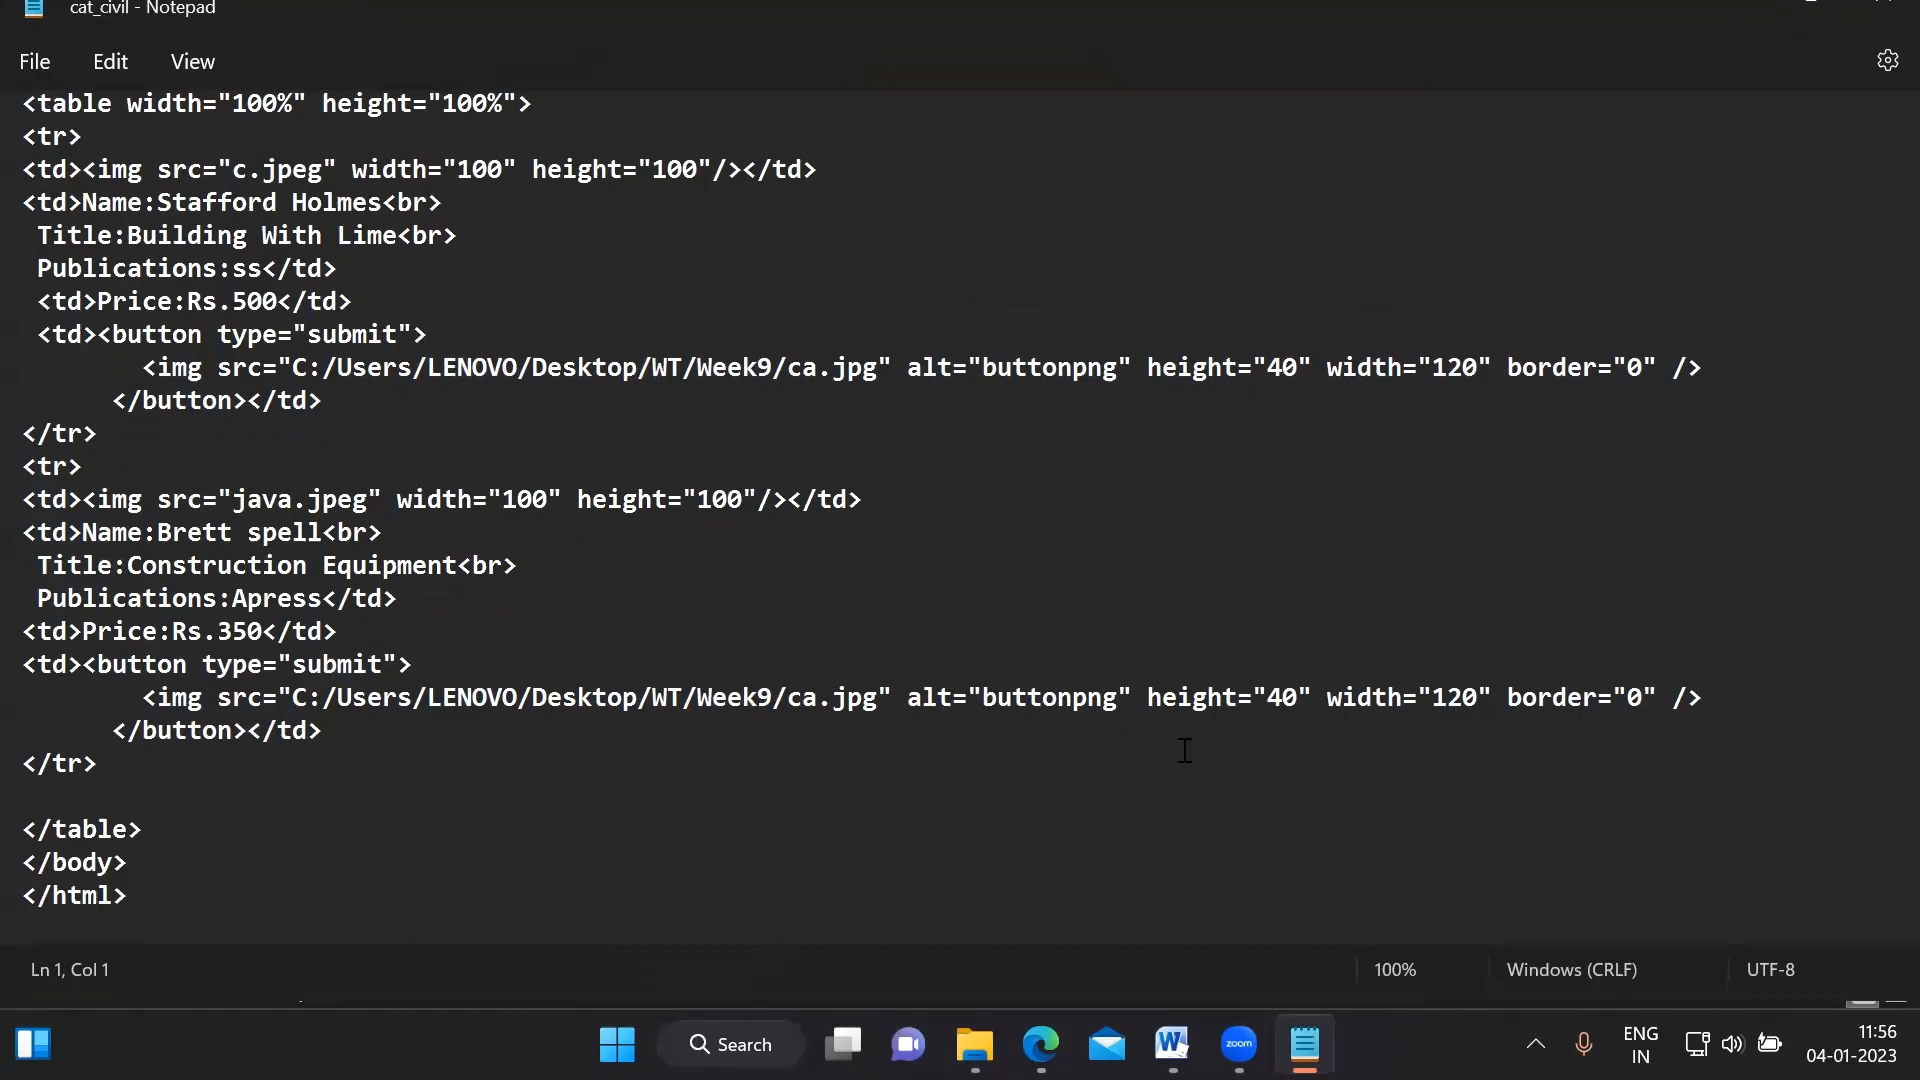 cat_civil - Notepad
File Edit View
<table width="100%" height="100%">
<tr>
<td><img src="c.jpeg" width="100" height="100"/></td>
<td>Name:Stafford Holmes<br>
 Title:Building With Lime<br>
 Publications:ss</td>
 <td>Price:Rs.500</td>
 <td><button type="submit">
        <img src="C:/Users/LENOVO/Desktop/WT/Week9/ca.jpg" alt="buttonpng" height="40" width="120" border="0" />
      </button></td>
</tr>
<tr>
<td><img src="java.jpeg" width="100" height="100"/></td>
<td>Name:Brett spell<br>
 Title:Construction Equipment<br>
 Publications:Apress</td>
<td>Price:Rs.350</td>
<td><button type="submit">
        <img src="C:/Users/LENOVO/Desktop/WT/Week9/ca.jpg" alt="buttonpng" height="40" width="120" border="0" />
      </button></td>
</tr>

</table>
</body>
</html>
Ln 1, Col 1 100% Windows (CRLF) UTF-8
Search zoom ENG 11:56
IN 04-01-2023